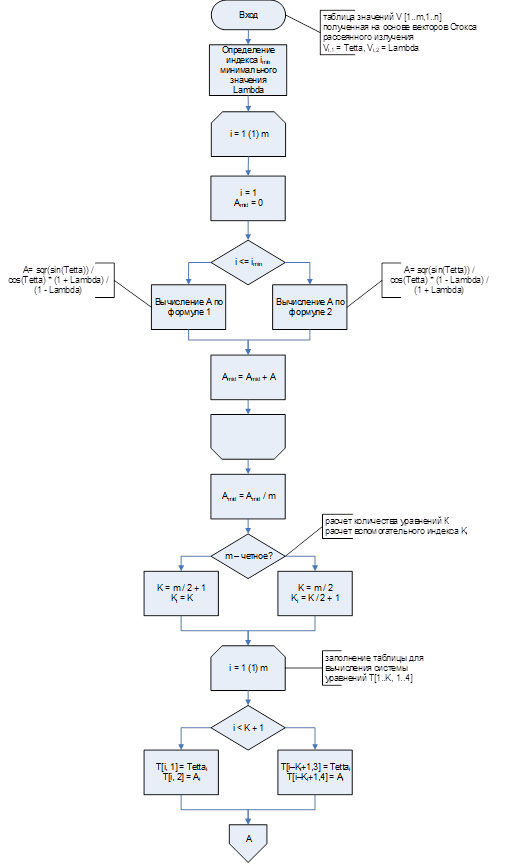 Вход
таблица значений V [1..m,1..n]
полученная на основе векторов Стокса
рассеянного излучения
Vi,1 = Tetta, Vi,2 = Lambda
Определение
индекса imin
минимального
значения
Lambda
i = 1 (1) m
i = 1
Amid = 0
i <= imin
A= sqr(sin(Tetta)) /
cos(Tetta) * (1 + Lambda) /
(1 - Lambda)
A= sqr(sin(Tetta)) /
cos(Tetta) * (1 - Lambda) /
(1 + Lambda)
Вычисление A по
формуле 1
Вычисление A по
формуле 2
Amid = Amid + A
Amid = Amid / m
расчет количества уравнений K
расчет вспомогательного индекса Ki
m – четное?
K = m / 2 + 1
Ki = K
K = m / 2
Ki = K / 2 + 1
i = 1 (1) m
заполнение таблицы для
вычисления системы
уравнений T[1..K, 1..4]
i < K + 1
T[i, 1] = Tettai
T[i, 2] = Ai
T[i–Ki+1,3] = Tettai
T[i–Ki+1,4] = Ai
A